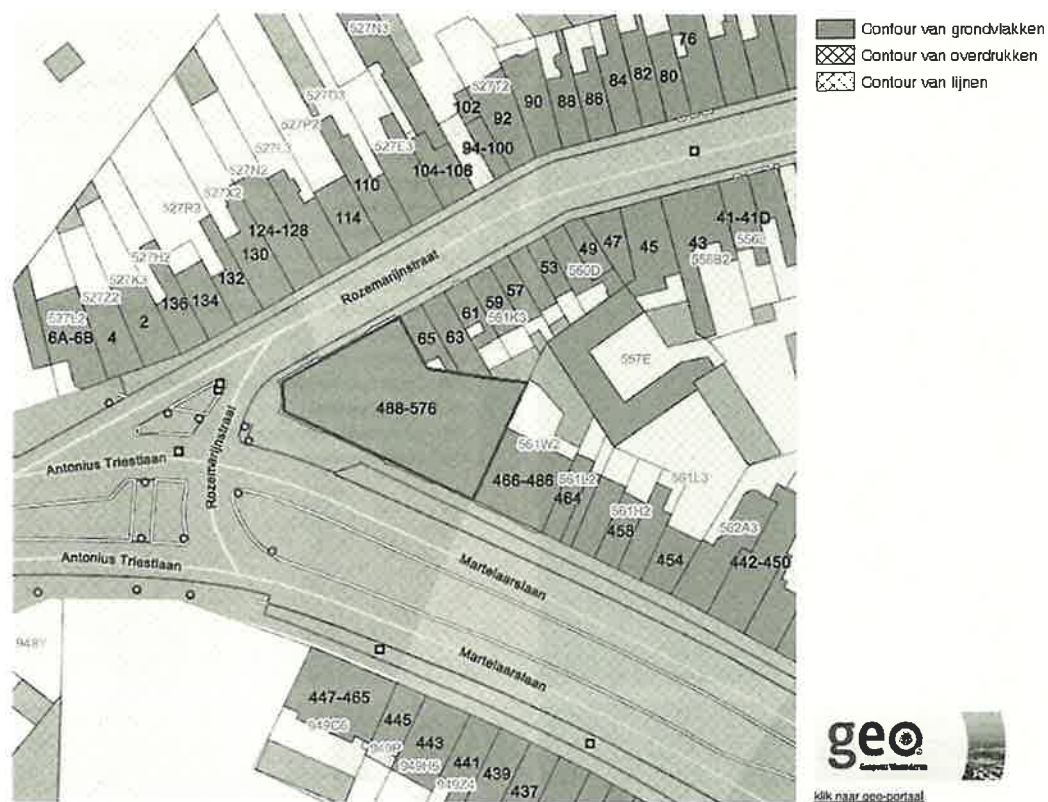 Contour van grondvlakken
Contour van overdrukken
Contour van lijnen
527N3
76
82
80
84
86
88
90
527T2
102
92
94-100
527D3
527P2
527E3
104-106
110
527L3
527N2
114
527X2
124-128
527R3
130
132
527H2
527K3
134
136
2
527Z2
4
527L2
6A-6B
Rozemarijnstraat
41-41D
556B2
43
45
47
49
560D
53
57
561K3
59
61
63
65
557E
488-576
Rozemarijnstraat
Antonius Triestlaan
Antonius Triestlaan
561W2
466-486
561L2
464
561H2
458
561L3
454
562A3
442-450
Martelaarslaan
Martelaarslaan
948Y
447-465
949C6
445
949P
443
949H5
441
949Z4
439
437
geo
klik naar geo-portaal